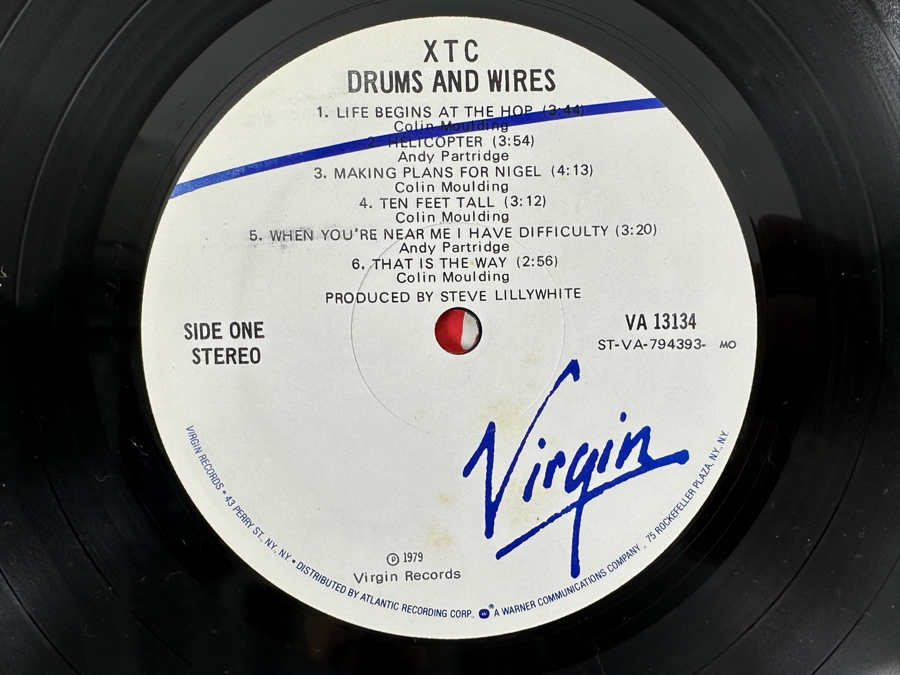 XTC
DRUMS AND WIRES
1. LIFE BEGINS AT THE HOP (3:44)
Colin Moulding
2. HELICOPTER (3:54)
Andy Partridge
3. MAKING PLANS FOR NIGEL (4:13)
Colin Moulding
4. TEN FEET TALL (3:12)
Colin Moulding
5. WHEN YOU'RE NEAR ME I HAVE DIFFICULTY (3:20)
Andy Partridge
6. THAT IS THE WAY (2:56)
Colin Moulding
PRODUCED BY STEVE LILLYWHITE
SIDE ONE
STEREO
VA 13134
ST-VA-794393- MO
Virgin
℗ 1979
Virgin Records
VIRGIN RECORDS • 43 PERRY ST., N.Y., N.Y. • DISTRIBUTED BY ATLANTIC RECORDING CORP. W® A WARNER COMMUNICATIONS COMPANY , 75 ROCKEFELLER PLAZA, N.Y., N.Y.